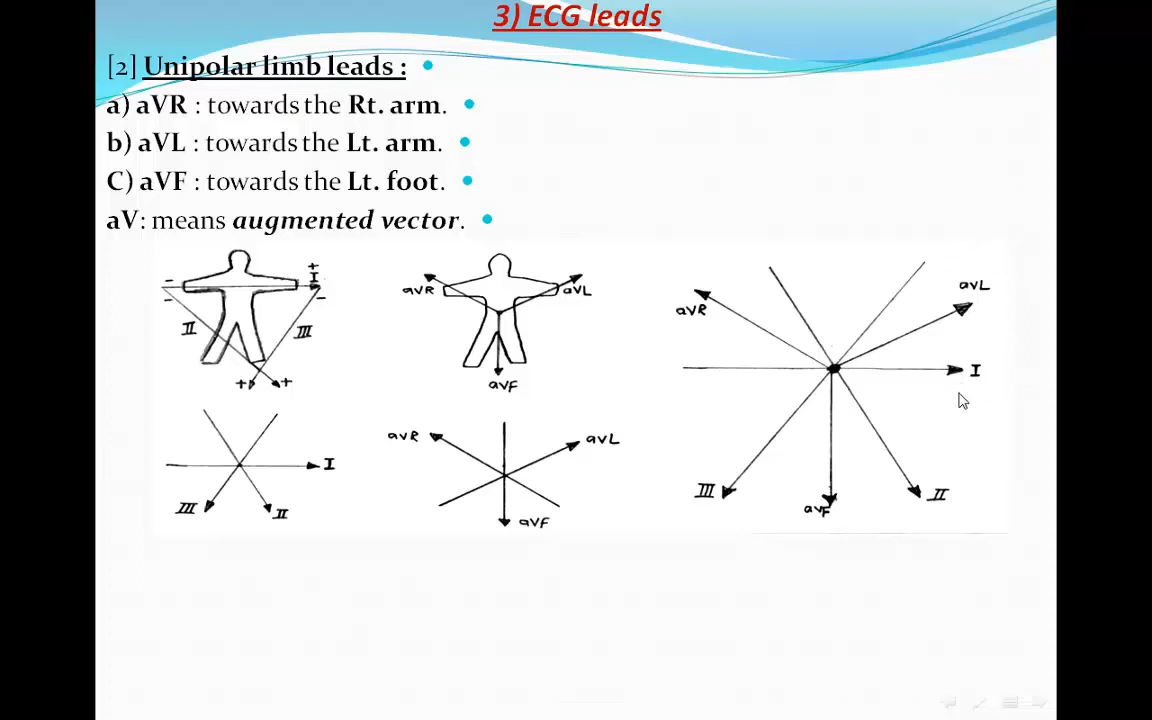 3) ECG leads
[2] Unipolar limb leads :
a) aVR : towards the Rt. arm.
b) aVL : towards the Lt. arm.
C) aVF : towards the Lt. foot.
aV: means augmented vector.
- + I
- -
II III
+ +
aVR aVL
aVF
I
III II
aVR aVL
aVF
aVL
aVR
I
III II
aVF